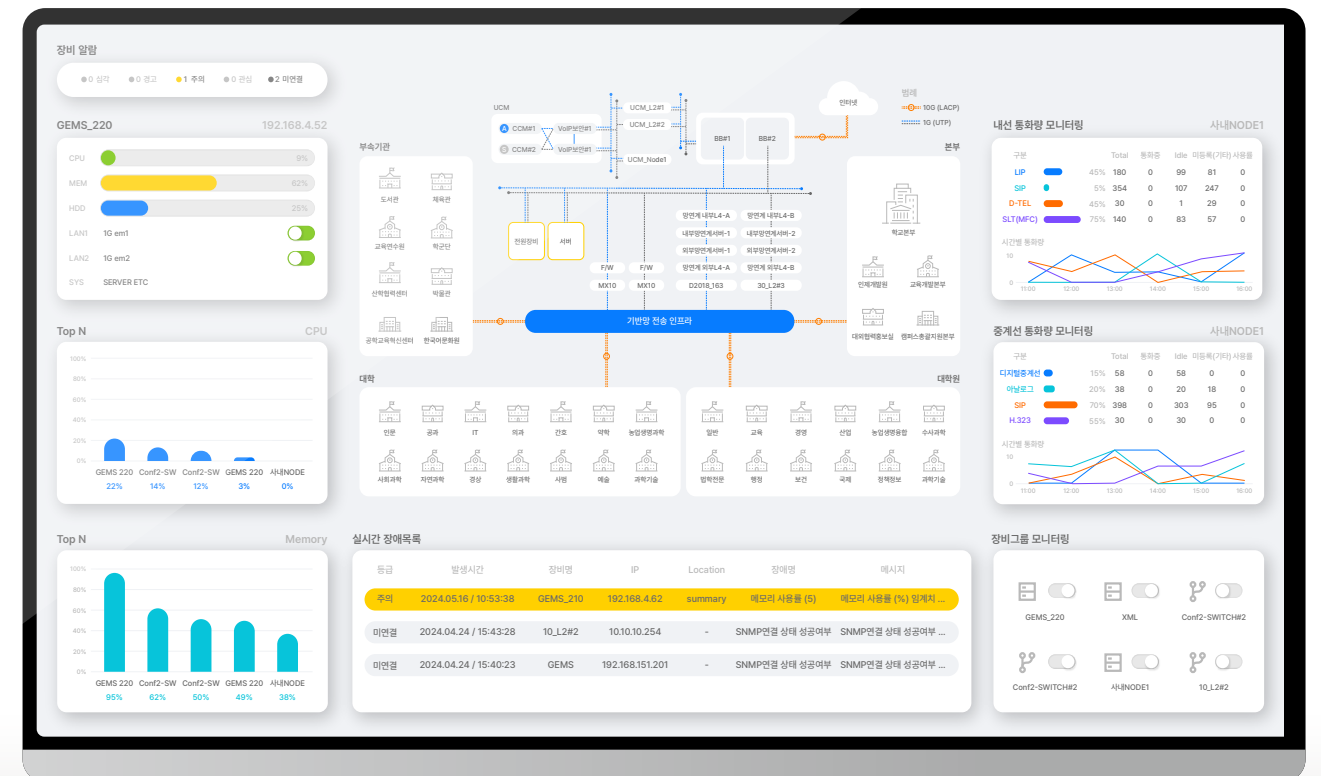 장비 알람
0 심각 0 경고 1 주의 0 관심 2 미연결
GEMS_220 192.168.4.52
CPU 9%
MEM 62%
HDD 25%
LAN1 1G em1
LAN2 1G em2
SYS SERVER ETC
Top N CPU
100%
80%
60%
40%
20%
0%
GEMS 220 Conf2-SW Conf2-SW GEMS 220 사내NODE
22% 14% 12% 3% 0%
Top N Memory
100%
80%
60%
40%
20%
0%
GEMS 220 Conf2-SW Conf2-SW GEMS 220 사내NODE
95% 62% 50% 49% 38%
UCM
A CCM#1 VoIP보안#1
S CCM#2 VoIP보안#1
UCM_L2#1
UCM_L2#2
UCM_Node1
BB#1 BB#2
인터넷
범례
10G (LACP)
1G (UTP)
부속기관
도서관 체육관
교육연수원 학군단
산학협력센터 박물관
공학교육혁신센터 한국어문화원
전원장비 서버
망연계 내부L4-A 망연계 내부L4-B
내부망연계서버-1 내부망연계서버-2
외부망연계서버-1 외부망연계서버-2
F/W F/W 망연계 외부L4-A 망연계 외부L4-B
MX10 MX10 D2018_163 30_L2#3
기반망 전송 인프라
본부
학교본부
인재개발원 교육개발본부
대외협력홍보실 캠퍼스총괄지원본부
대학
인문 공과 IT 의과 간호 약학 농업생명과학
사회과학 자연과학 경상 생활과학 사범 예술 과학기술
대학원
일반 교육 경영 산업 농업생명융합 수사과학
법학전문 행정 보건 국제 정책정보 과학기술
실시간 장애목록
등급 발생시간 장비명 IP Location 장애명 메시지
주의 2024.05.16 / 10:53:38 GEMS_210 192.168.4.62 summary 메모리 사용률 (5) 메모리 사용률 (%) 임계치 ...
미연결 2024.04.24 / 15:43:28 10_L2#2 10.10.10.254 - SNMP연결 상태 성공여부 SNMP연결 상태 성공여부 ...
미연결 2024.04.24 / 15:40:23 GEMS 192.168.151.201 - SNMP연결 상태 성공여부 SNMP연결 상태 성공여부 ...
내선 통화량 모니터링 사내NODE1
구분 Total 통화중 Idle 미등록(기타) 사용률
LIP 45% 180 0 99 81 0
SIP 5% 354 0 107 247 0
D-TEL 45% 30 0 1 29 0
SLT(MFC) 75% 140 0 83 57 0
시간별 통화량
10
0
11:00 12:00 13:00 14:00 15:00 16:00
중계선 통화량 모니터링 사내NODE1
구분 Total 통화중 Idle 미등록(기타) 사용률
디지털중계선 15% 58 0 58 0 0
아날로그 20% 38 0 20 18 0
SIP 70% 398 0 303 95 0
H.323 55% 30 0 30 0 0
시간별 통화량
10
0
11:00 12:00 13:00 14:00 15:00 16:00
장비그룹 모니터링
GEMS_220 XML Conf2-SWITCH#2
Conf2-SWITCH#2 사내NODE1 10_L2#2